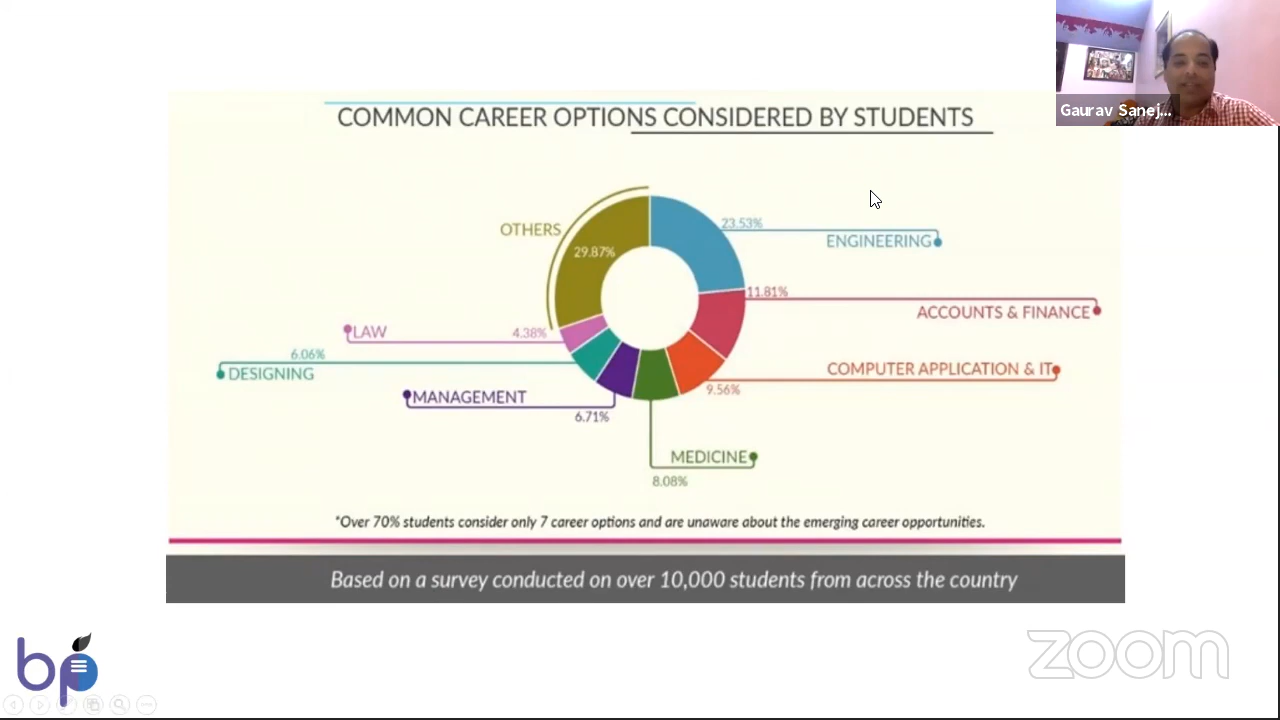 Gaurav Sanej...
COMMON CAREER OPTIONS CONSIDERED BY STUDENTS
OTHERS
29.87%
23.53%
ENGINEERING
11.81%
ACCOUNTS & FINANCE
LAW
4.38%
6.06%
DESIGNING
COMPUTER APPLICATION & IT
9.56%
MANAGEMENT
6.71%
MEDICINE
8.08%
*Over 70% students consider only 7 career options and are unaware about the emerging career opportunities.
Based on a survey conducted on over 10,000 students from across the country
bp
zoom